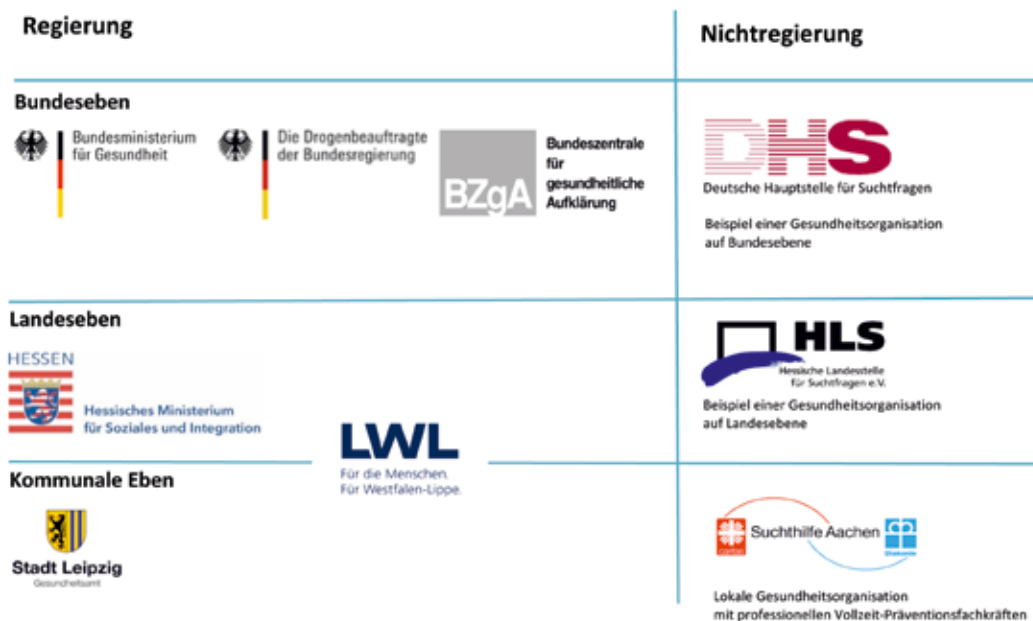 Regierung
Nichtregierung
Bundeseben
Bundesministerium
für Gesundheit
Die Drogenbeauftragte
der Bundesregierung
BZgA
Bundeszentrale
für
gesundheitliche
Aufklärung
DHS
Deutsche Hauptstelle für Suchtfragen
Beispiel einer Gesundheitsorganisation
auf Bundesebene
Landeseben
HESSEN
Hessisches Ministerium
für Soziales und Integration
LWL
Für die Menschen.
Für Westfalen-Lippe.
HLS
Hessische Landesstelle
für Suchtfragen e.V.
Beispiel einer Gesundheitsorganisation
auf Landesebene
Kommunale Eben
Stadt Leipzig
Gesundheitsamt
Caritas
Suchthilfe Aachen
Diakonie
Lokale Gesundheitsorganisation
mit professionellen Vollzeit-Präventionsfachkräften